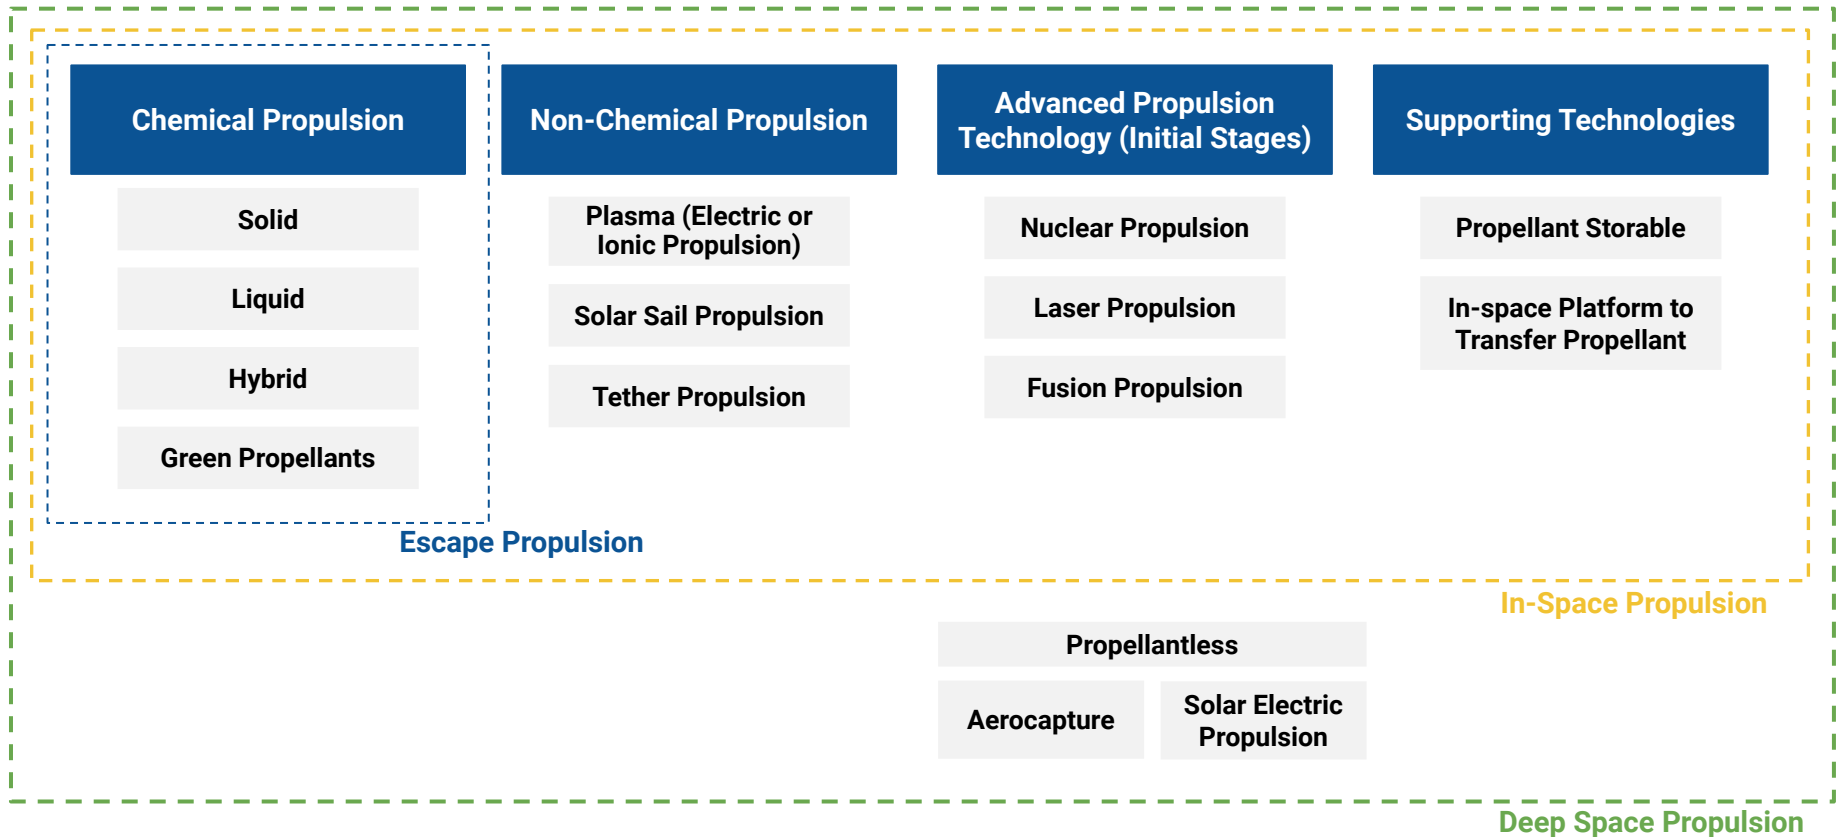 Chemical Propulsion
Solid
Liquid
Hybrid
Green Propellants
Non-Chemical Propulsion
Plasma (Electric or
Ionic Propulsion)
Solar Sail Propulsion
Tether Propulsion
Advanced Propulsion
Technology (Initial Stages)
Nuclear Propulsion
Laser Propulsion
Fusion Propulsion
Supporting Technologies
Propellant Storable
In-space Platform to
Transfer Propellant
Escape Propulsion
In-Space Propulsion
Propellantless
Aerocapture
Solar Electric
Propulsion
Deep Space Propulsion